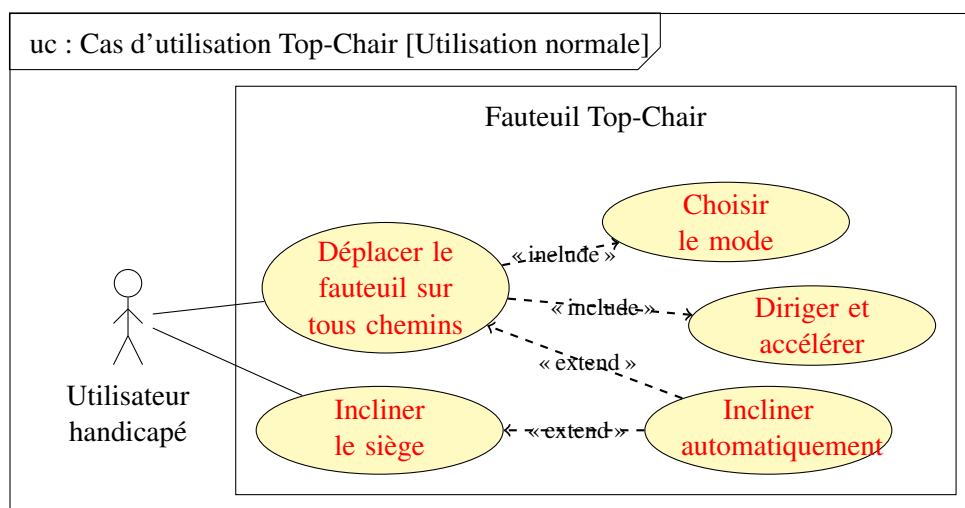 uc : Cas d'utilisation Top-Chair [Utilisation normale]
Fauteuil Top-Chair
Choisir
le mode
Déplacer le
fauteuil sur
tous chemins
« include »
« include »
Diriger et
accélérer
« extend »
Utilisateur
handicapé
Incliner
le siège
« extend »
Incliner
automatiquement